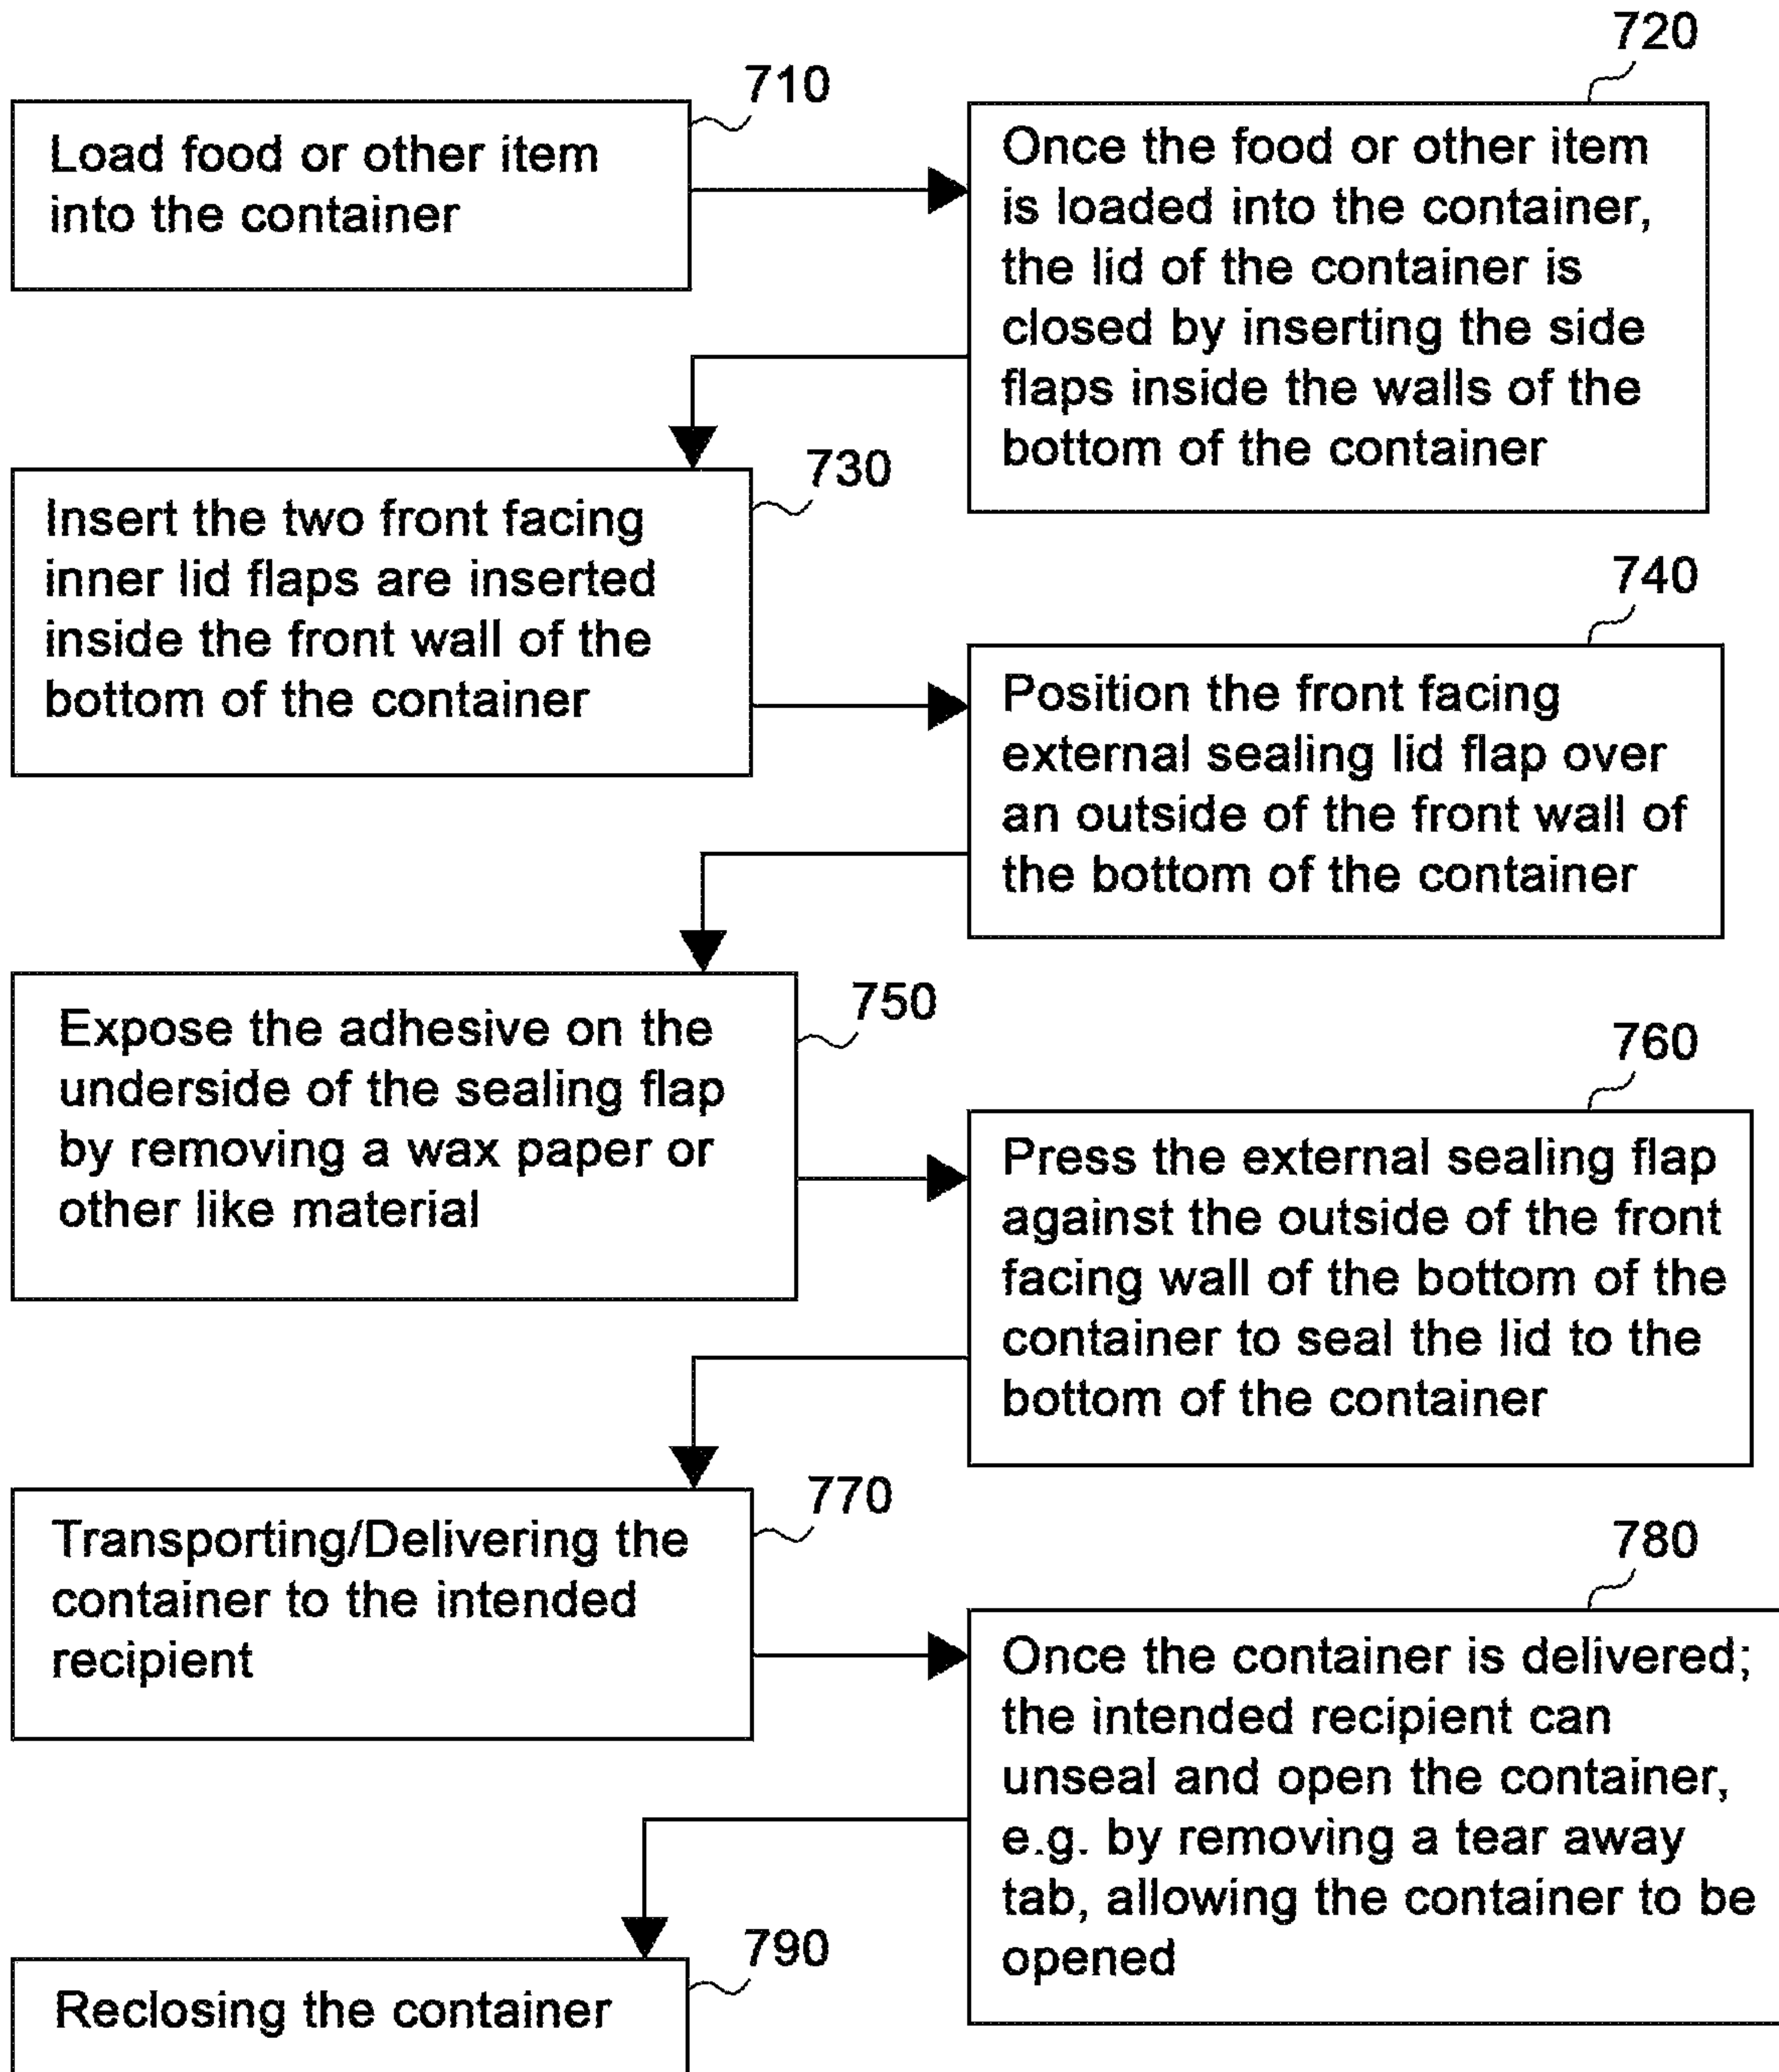 710
Load food or other item
into the container
720
Once the food or other item
is loaded into the container,
the lid of the container is
closed by inserting the side
flaps inside the walls of the
bottom of the container
730
Insert the two front facing
inner lid flaps are inserted
inside the front wall of the
bottom of the container
740
Position the front facing
external sealing lid flap over
an outside of the front wall of
the bottom of the container
750
Expose the adhesive on the
underside of the sealing flap
by removing a wax paper or
other like material
760
Press the external sealing flap
against the outside of the front
facing wall of the bottom of the
container to seal the lid to the
bottom of the container
770
Transporting/Delivering the
container to the intended
recipient
780
Once the container is delivered;
the intended recipient can
unseal and open the container,
e.g. by removing a tear away
tab, allowing the container to be
opened
790
Reclosing the container